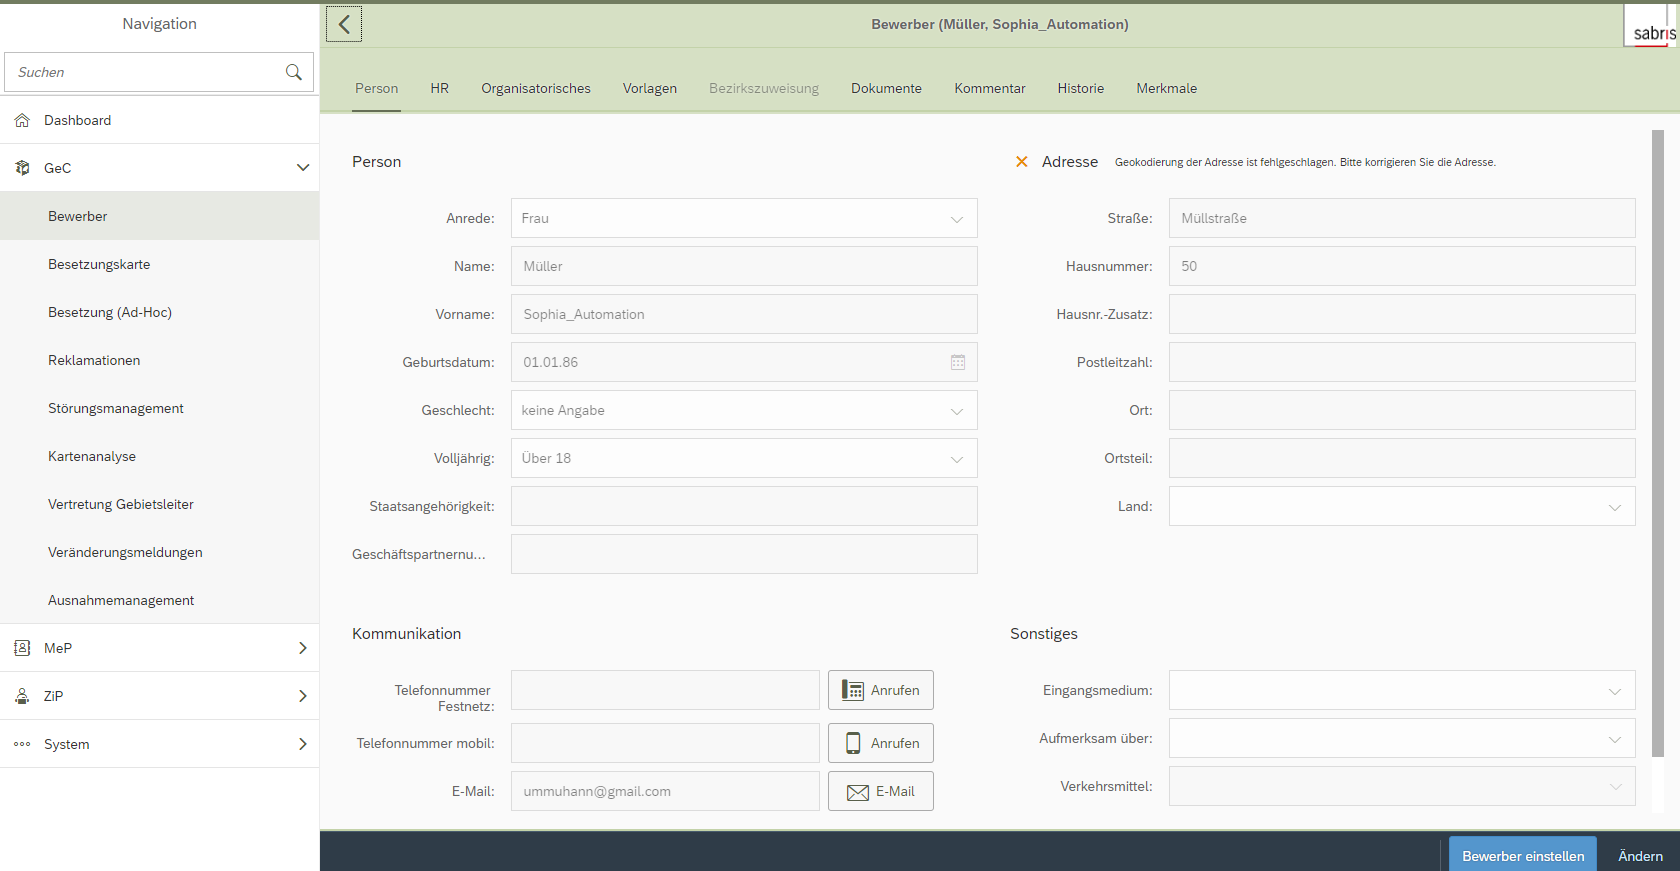 Navigation
Suchen
Dashboard
GeC
Bewerber
Besetzungskarte
Besetzung (Ad-Hoc)
Reklamationen
Störungsmanagement
Kartenanalyse
Vertretung Gebietsleiter
Veränderungsmeldungen
Ausnahmemanagement
MeP
ZiP
System
Bewerber (Müller, Sophia_Automation)
sabris
Person HR Organisatorisches Vorlagen Bezirkszuweisung Dokumente Kommentar Historie Merkmale
Person
Anrede: Frau
Name: Müller
Vorname: Sophia_Automation
Geburtsdatum: 01.01.86
Geschlecht: keine Angabe
Volljährig: Über 18
Staatsangehörigkeit:
Geschäftspartnernu...
Adresse Geokodierung der Adresse ist fehlgeschlagen. Bitte korrigieren Sie die Adresse.
Straße: Müllstraße
Hausnummer: 50
Hausnr.-Zusatz:
Postleitzahl:
Ort:
Ortsteil:
Land:
Kommunikation
Telefonnummer
Festnetz:
Anrufen
Telefonnummer mobil: Anrufen
E-Mail: ummuhann@gmail.com E-Mail
Sonstiges
Eingangsmedium:
Aufmerksam über:
Verkehrsmittel:
Bewerber einstellen Ändern